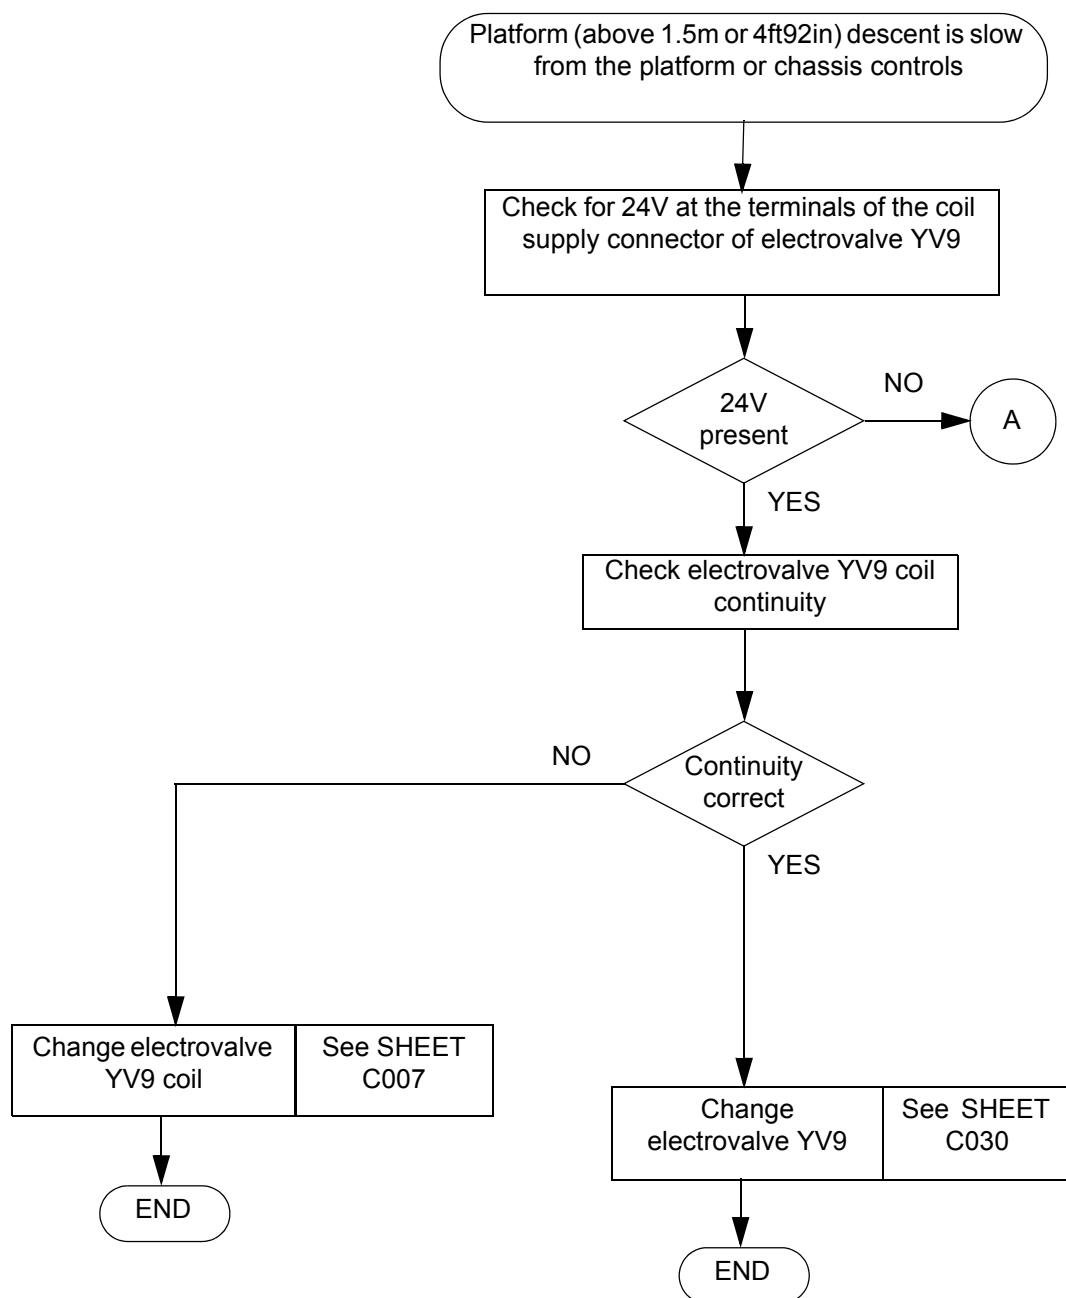 Platform (above 1.5m or 4ft92in) descent is slow
from the platform or chassis controls
Check for 24V at the terminals of the coil
supply connector of electrovalve YV9
24V
present
NO
A
YES
Check electrovalve YV9 coil
continuity
NO
Continuity
correct
YES
Change electrovalve
YV9 coil
See SHEET
C007
Change
electrovalve YV9
See SHEET
C030
END
END